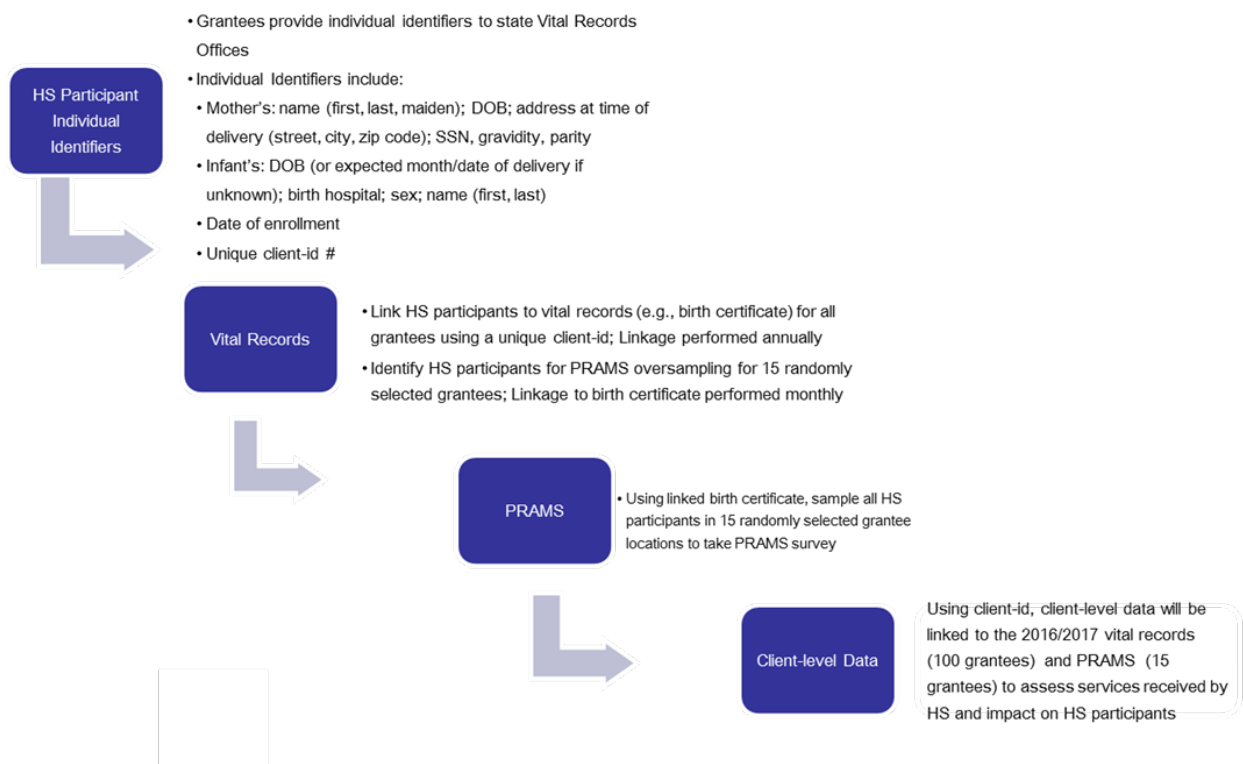 • Grantees provide individual identifiers to state Vital Records
Offices
• Individual Identifiers include:
• Mother's: name (first, last, maiden); DOB; address at time of
delivery (street, city, zip code); SSN, gravidity, parity
• Infant's: DOB (or expected month/date of delivery if
unknown); birth hospital; sex; name (first, last)
• Date of enrollment
• Unique client-id #
HS Participant
Individual
Identifiers
Vital Records
• Link HS participants to vital records (e.g., birth certificate) for all
grantees using a unique client-id; Linkage performed annually
• Identify HS participants for PRAMS oversampling for 15 randomly
selected grantees; Linkage to birth certificate performed monthly
PRAMS
• Using linked birth certificate, sample all HS
participants in 15 randomly selected grantee
locations to take PRAMS survey
Client-level Data
Using client-id, client-level data will be
linked to the 2016/2017 vital records
(100 grantees) and PRAMS (15
grantees) to assess services received by
HS and impact on HS participants